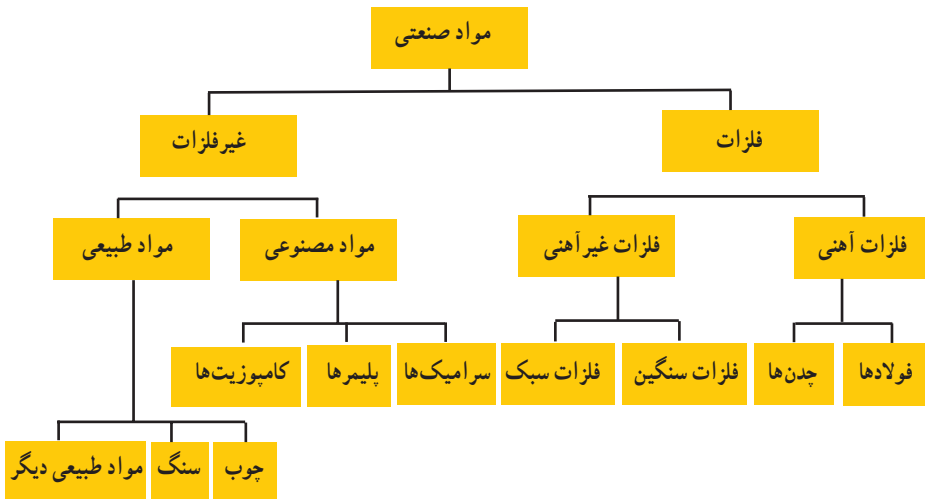 مواد صنعتی
فلزات
غیرفلزات
فلزات آهنی
فلزات غیرآهنی
مواد مصنوعی
مواد طبیعی
فولادها
چدن‌ها
فلزات سنگین
فلزات سبک
سرامیک‌ها
پلیمرها
کامپوزیت‌ها
چوب
سنگ
مواد طبیعی دیگر